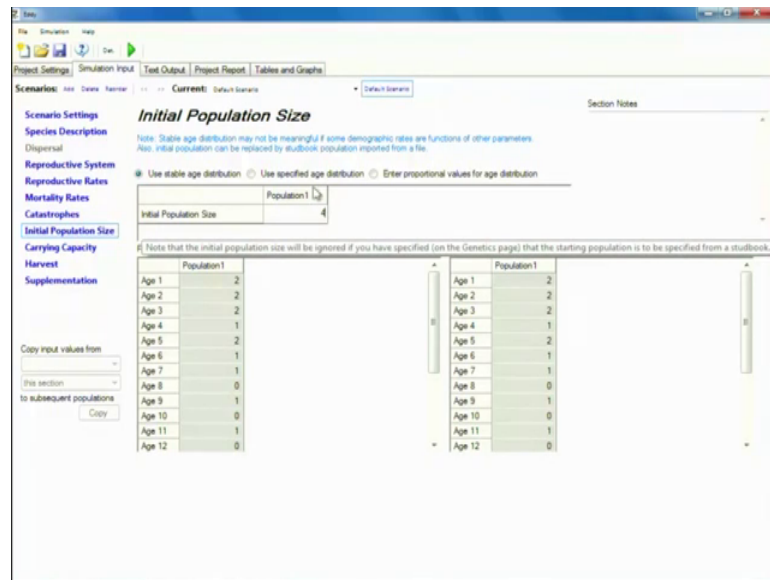 File Simulation Help
Project Settings Simulation Input Text Output Project Report Tables and Graphs
Scenarios: Add Delete Reorder << >> Current: Default Scenario Default Scenario
Section Notes
Initial Population Size
Note: Stable age distribution may not be meaningful if some demographic rates are functions of other parameters.
Also, initial population can be replaced by studbook population imported from a file.
Use stable age distribution Use specified age distribution Enter proportional values for age distribution
Population1
Initial Population Size 4
Note that the initial population size will be ignored if you have specified (on the Genetics page) that the starting population is to be specified from a studbook.
Scenario Settings
Species Description
Dispersal
Reproductive System
Reproductive Rates
Mortality Rates
Catastrophes
Initial Population Size
Carrying Capacity
Harvest
Supplementation
Copy input values from
this section
to subsequent populations
Copy
Population1
Age 1 2
Age 2 2
Age 3 2
Age 4 1
Age 5 2
Age 6 1
Age 7 1
Age 8 0
Age 9 1
Age 10 0
Age 11 1
Age 12 0
Population1
Age 1 2
Age 2 2
Age 3 2
Age 4 1
Age 5 2
Age 6 1
Age 7 1
Age 8 0
Age 9 1
Age 10 0
Age 11 1
Age 12 0